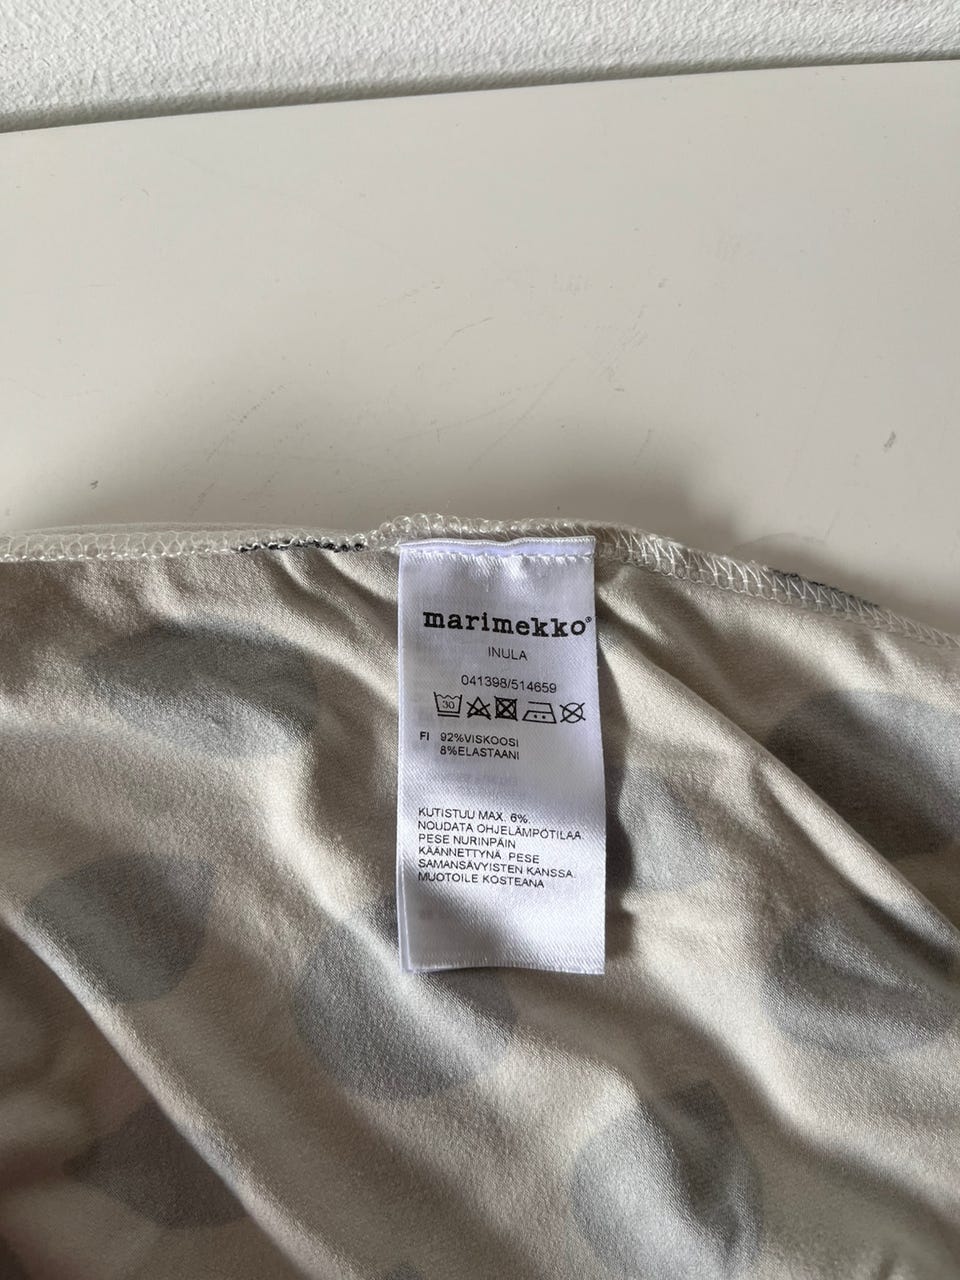 marimekko®
INULA
041398/514659
30
FI 92%VISKOOSI
8%ELASTAANI
KUTISTUU MAX. 6%.
NOUDATA OHJELÄMPÖTILAA.
PESE NURINPÄIN
KÄÄNNETTYNÄ. PESE
SAMANSÄVYISTEN KANSSA.
MUOTOILE KOSTEANA